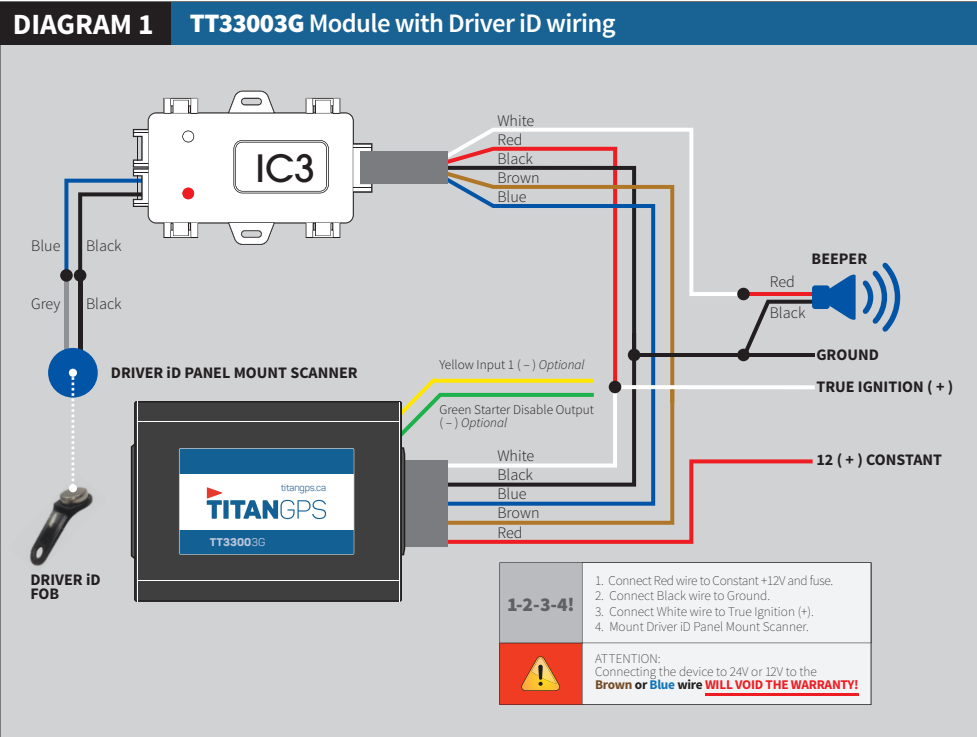 DIAGRAM 1
TT33003G Module with Driver iD wiring
IC3
White
Red
Black
Brown
Blue
Blue
Black
Grey
Black
BEEPER
Red
Black
GROUND
TRUE IGNITION ( + )
12 ( + ) CONSTANT
DRIVER iD PANEL MOUNT SCANNER
Yellow Input 1 ( – ) Optional
Green Starter Disable Output
( – ) Optional
titangps.ca
TITANGPS
TT33003G
White
Black
Blue
Brown
Red
DRIVER iD
FOB
1-2-3-4!
1. Connect Red wire to Constant +12V and fuse.
2. Connect Black wire to Ground.
3. Connect White wire to True Ignition (+).
4. Mount Driver iD Panel Mount Scanner.
ATTENTION:
Connecting the device to 24V or 12V to the
Brown or Blue wire WILL VOID THE WARRANTY!